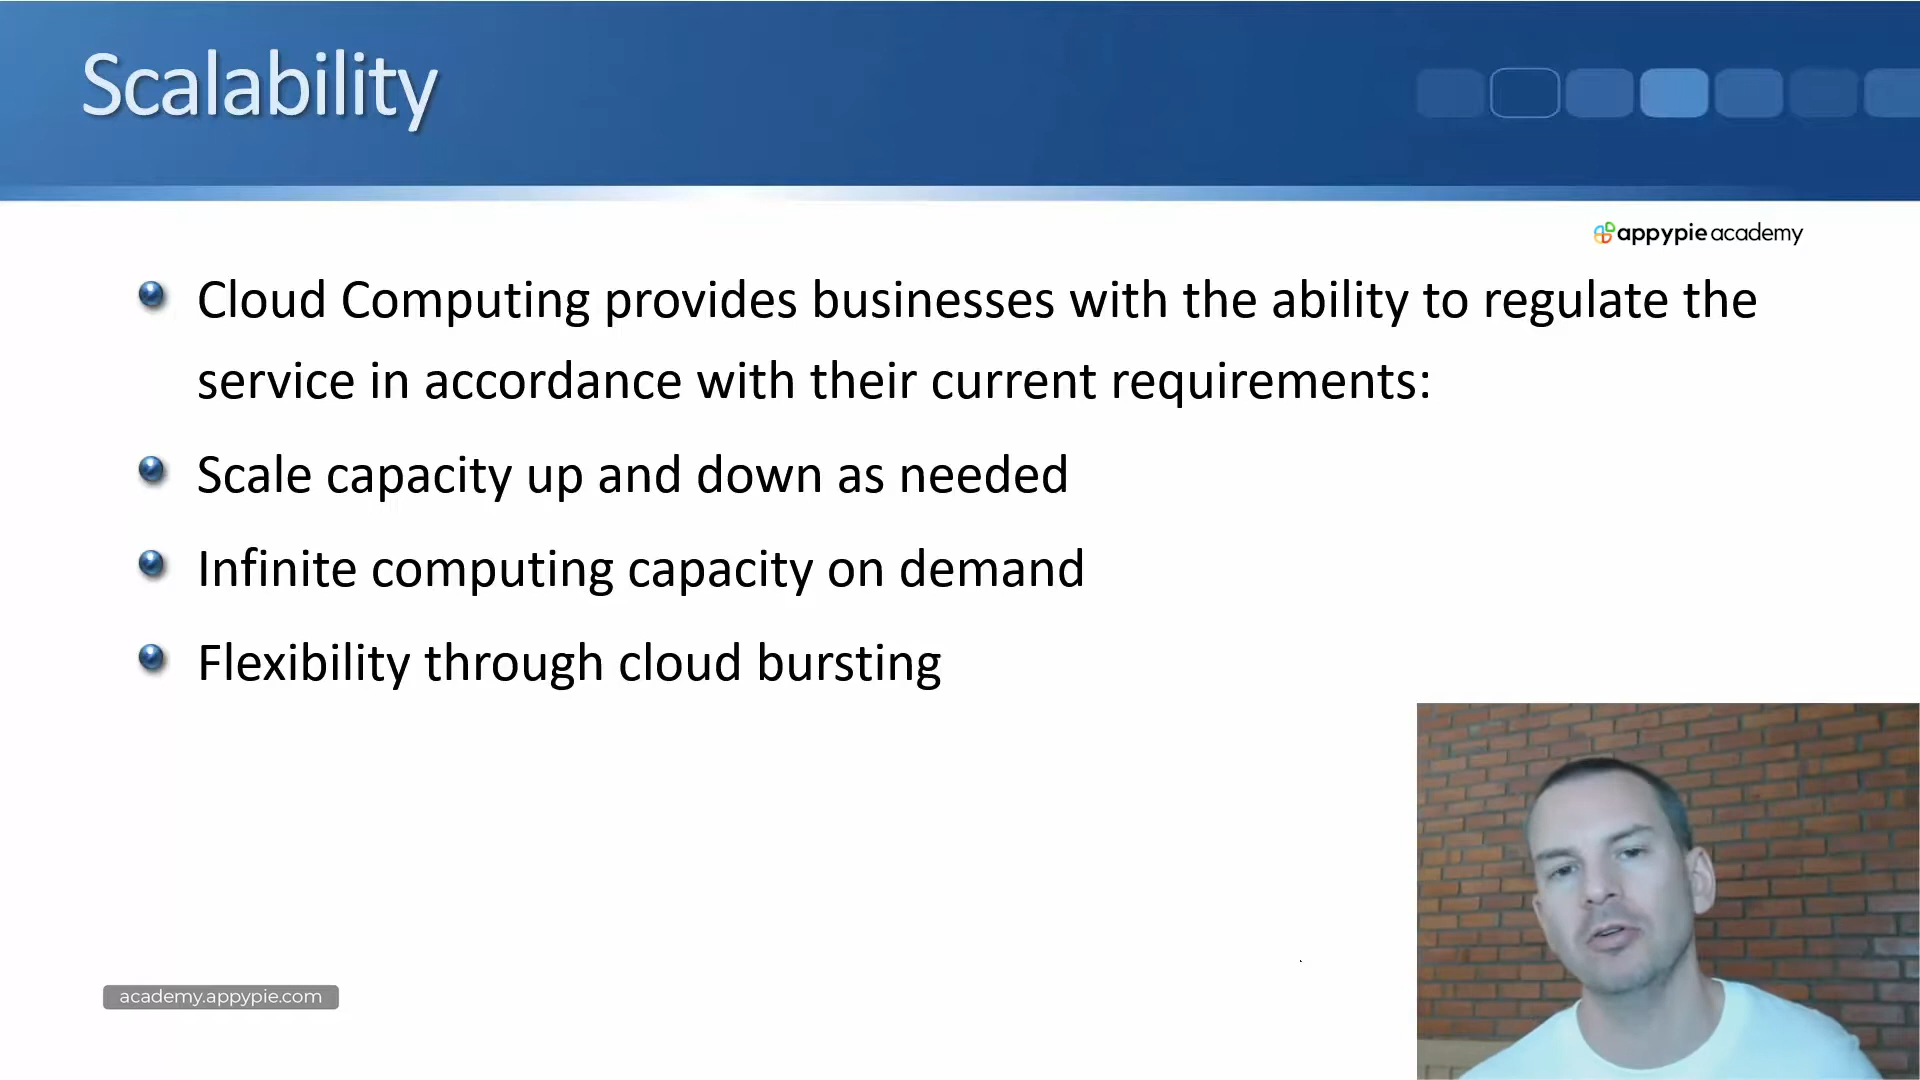 Scalability
appypie academy
Cloud Computing provides businesses with the ability to regulate the
service in accordance with their current requirements:
Scale capacity up and down as needed
Infinite computing capacity on demand
Flexibility through cloud bursting
academy.appypie.com